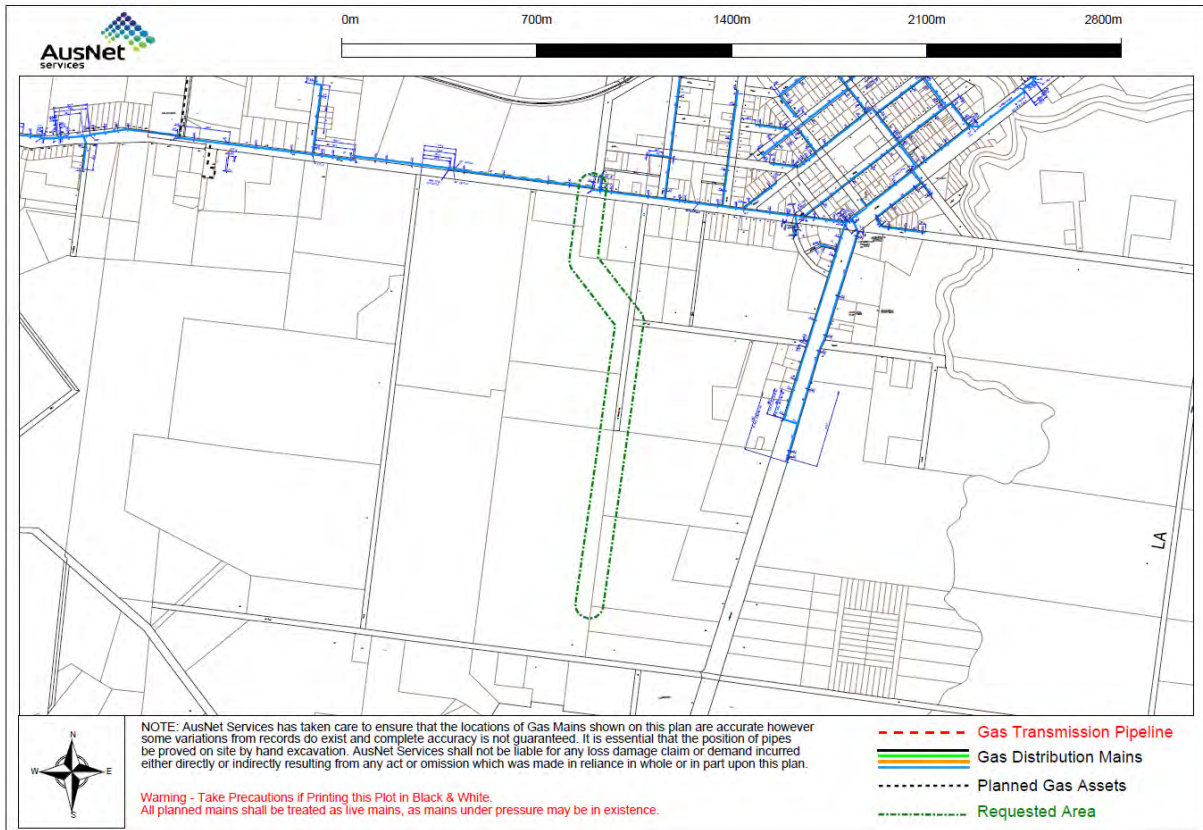 AusNet
services
0m 700m 1400m 2100m 2800m
LA
N
W E
S
NOTE: AusNet Services has taken care to ensure that the locations of Gas Mains shown on this plan are accurate however
some variations from records do exist and complete accuracy is not guaranteed. It is essential that the position of pipes
be proved on site by hand excavation. AusNet Services shall not be liable for any loss damage claim or demand incurred
either directly or indirectly resulting from any act or omission which was made in reliance in whole or in part upon this plan.
Warning - Take Precautions if Printing this Plot in Black & White.
All planned mains shall be treated as live mains, as mains under pressure may be in existence.
Gas Transmission Pipeline
Gas Distribution Mains
Planned Gas Assets
Requested Area